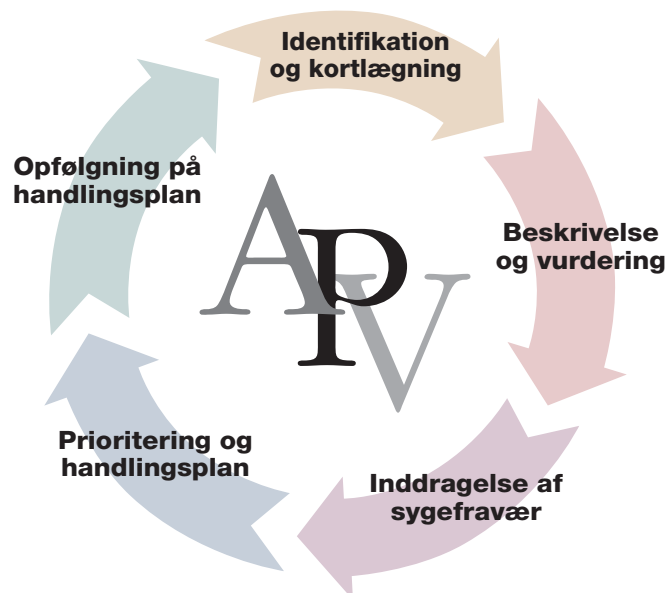 Identifikation
og kortlægning
Beskrivelse
og vurdering
Inddragelse af
sygefravær
Prioritering og
handlingsplan
Opfølgning på
handlingsplan
APV